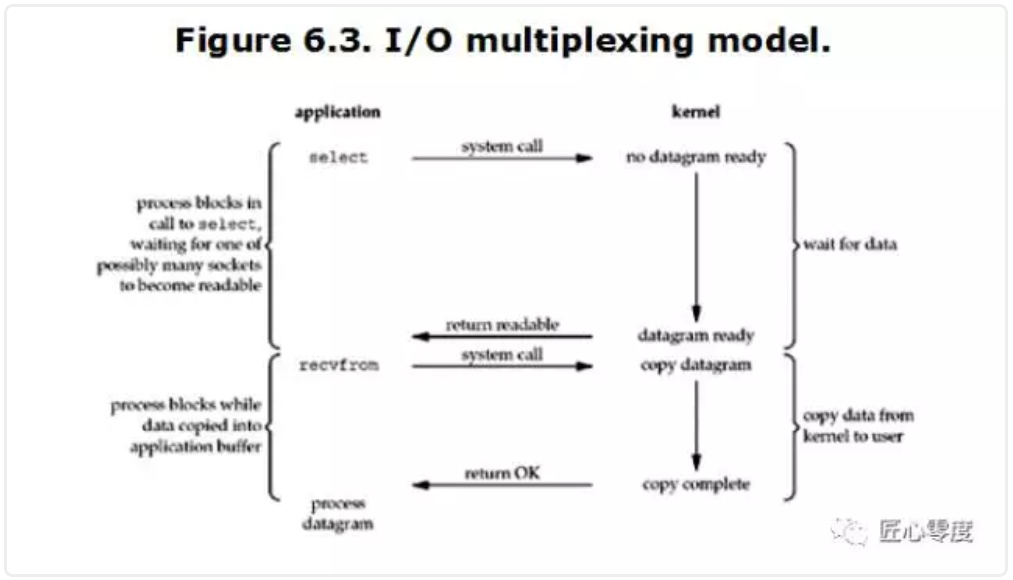 Figure 6.3. I/O multiplexing model.
application
kernel
select
system call
no datagram ready
process blocks in
call to select,
waiting for one of
possibly many sockets
to become readable
wait for data
return readable
datagram ready
recvfrom
system call
copy datagram
process blocks while
data copied into
application buffer
copy data from
kernel to user
return OK
copy complete
process
datagram
匠心零度